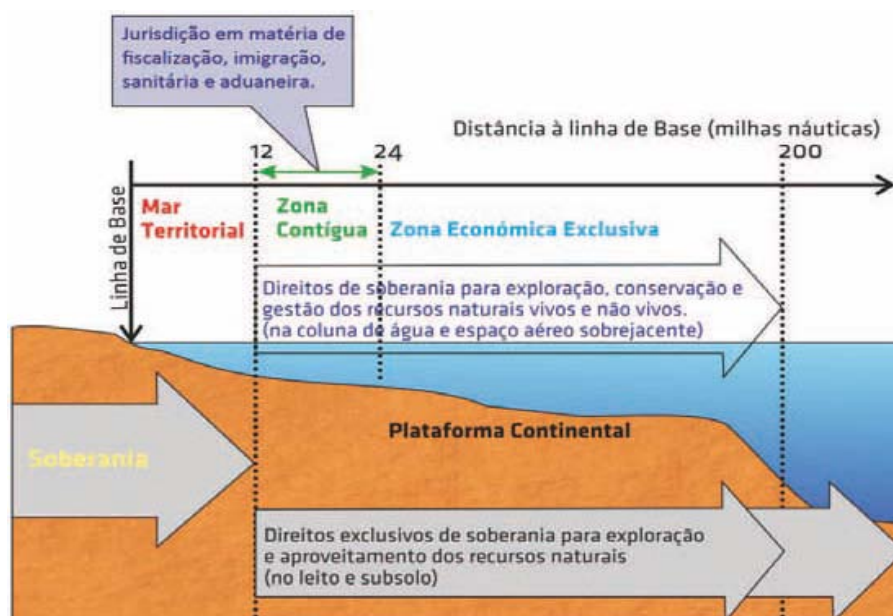 Jurisdição em matéria de
fiscalização, imigração,
sanitária e aduaneira.
Distância à linha de Base (milhas náuticas)
12
24
200
Linha de Base
Mar
Territorial
Zona
Contígua
Zona Económica Exclusiva
Direitos de soberania para exploração, conservação e
gestão dos recursos naturais vivos e não vivos.
(na coluna de água e espaço aéreo sobrejacente)
Plataforma Continental
Soberania
Direitos exclusivos de soberania para exploração
e aproveitamento dos recursos naturais
(no leito e subsolo)